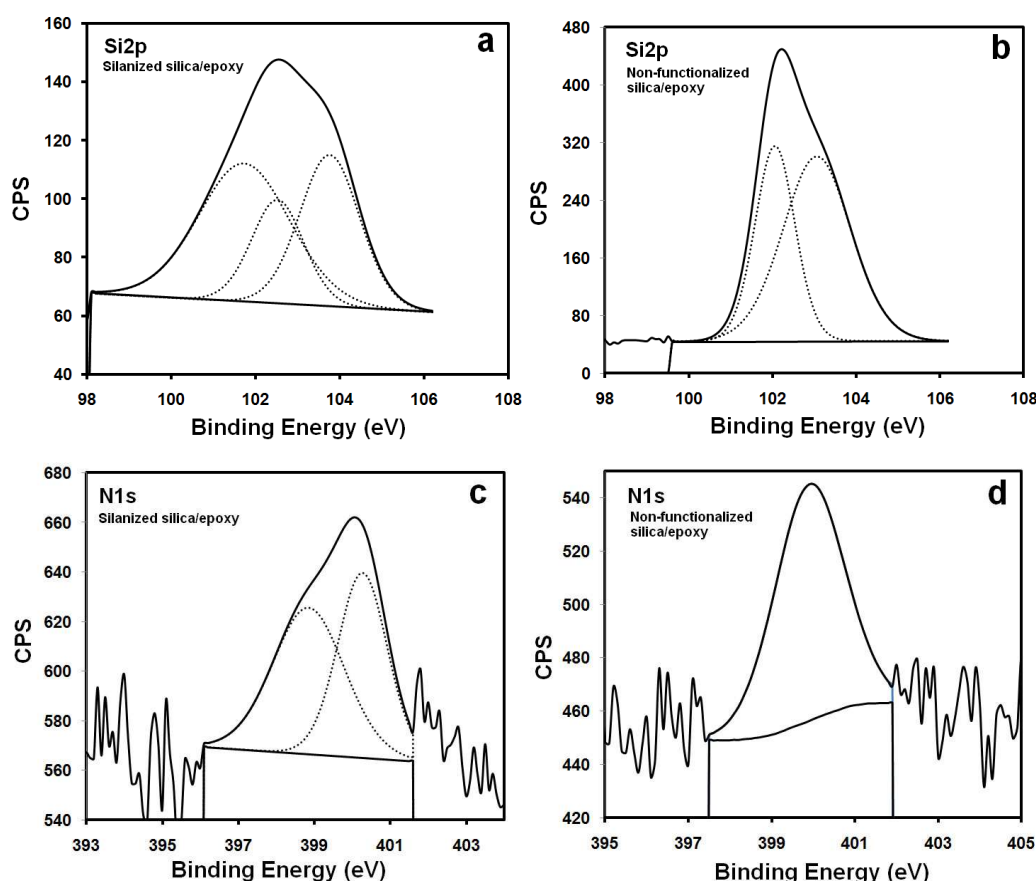 a
Si2p
Silanized silica/epoxy
CPS
160
140
120
100
80
60
40
98 100 102 104 106 108
Binding Energy (eV)
b
Si2p
Non-functionalized
silica/epoxy
CPS
480
400
320
240
160
80
0
98 100 102 104 106 108
Binding Energy (eV)
c
N1s
Silanized silica/epoxy
CPS
680
660
640
620
600
580
560
540
393 395 397 399 401 403
Binding Energy (eV)
d
N1s
Non-functionalized
silica/epoxy
CPS
540
520
500
480
460
440
420
395 397 399 401 403 405
Binding Energy (eV)